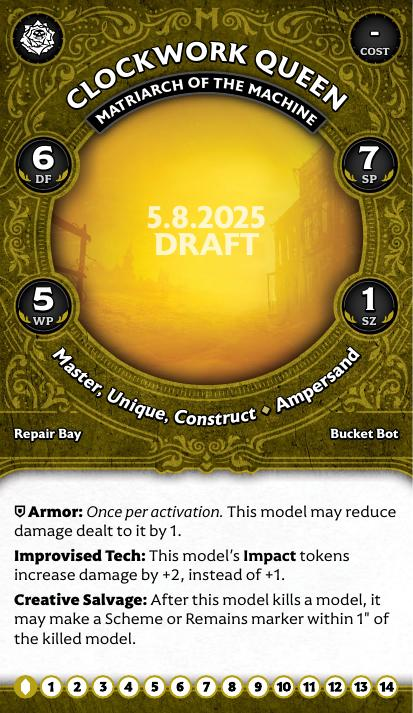 -
COST
CLOCKWORK QUEEN
MATRIARCH OF THE MACHINE
6
DF
7
SP
5.8.2025
DRAFT
5
WP
1
SZ
Master, Unique, Construct ♦ Ampersand
Repair Bay
Bucket Bot
Armor: Once per activation. This model may reduce
damage dealt to it by 1.
Improvised Tech: This model’s Impact tokens
increase damage by +2, instead of +1.
Creative Salvage: After this model kills a model, it
may make a Scheme or Remains marker within 1" of
the killed model.
1 2 3 4 5 6 7 8 9 10 11 12 13 14